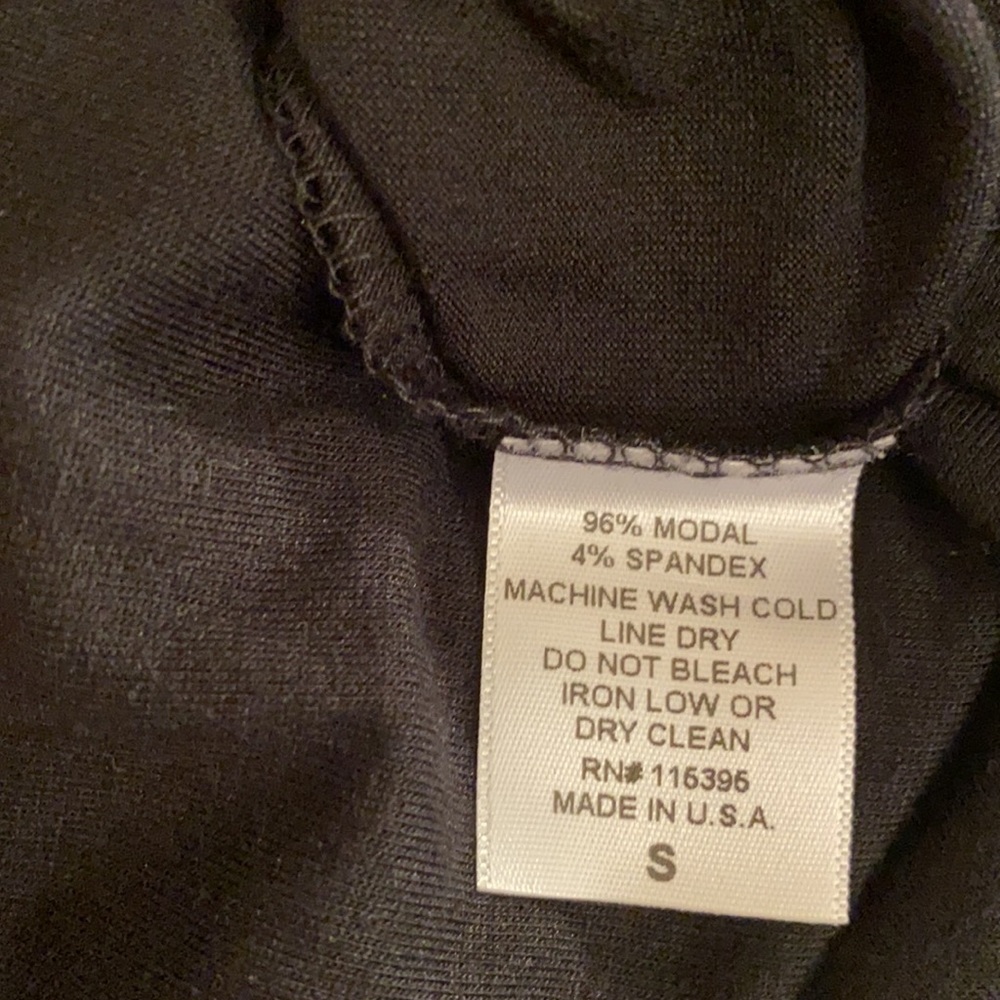 96% MODAL
4% SPANDEX
MACHINE WASH COLD
LINE DRY
DO NOT BLEACH
IRON LOW OR
DRY CLEAN
RN# 115395
MADE IN U.S.A.
S